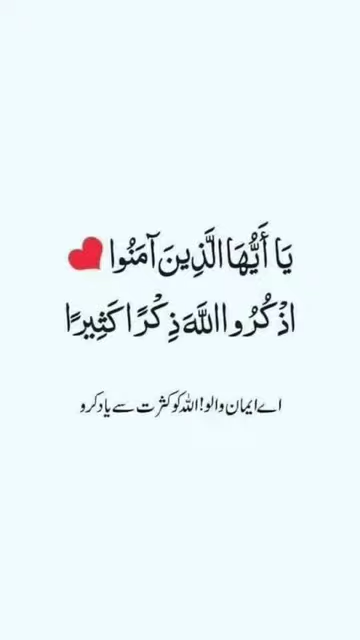 يَا أَيُّهَا الَّذِينَ آمَنُوا ❤
اذْكُرُوا اللَّهَ ذِكْرًا كَثِيرًا
اے ایمان والو! اللہ کو کثرت سے یاد کرو